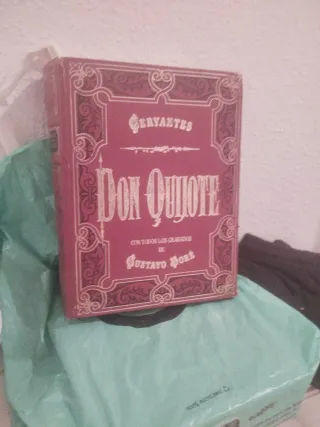 CERVANTES
DON QUIJOTE
CON TODOS LOS GRABADOS
DE
GUSTAVO DORÉ